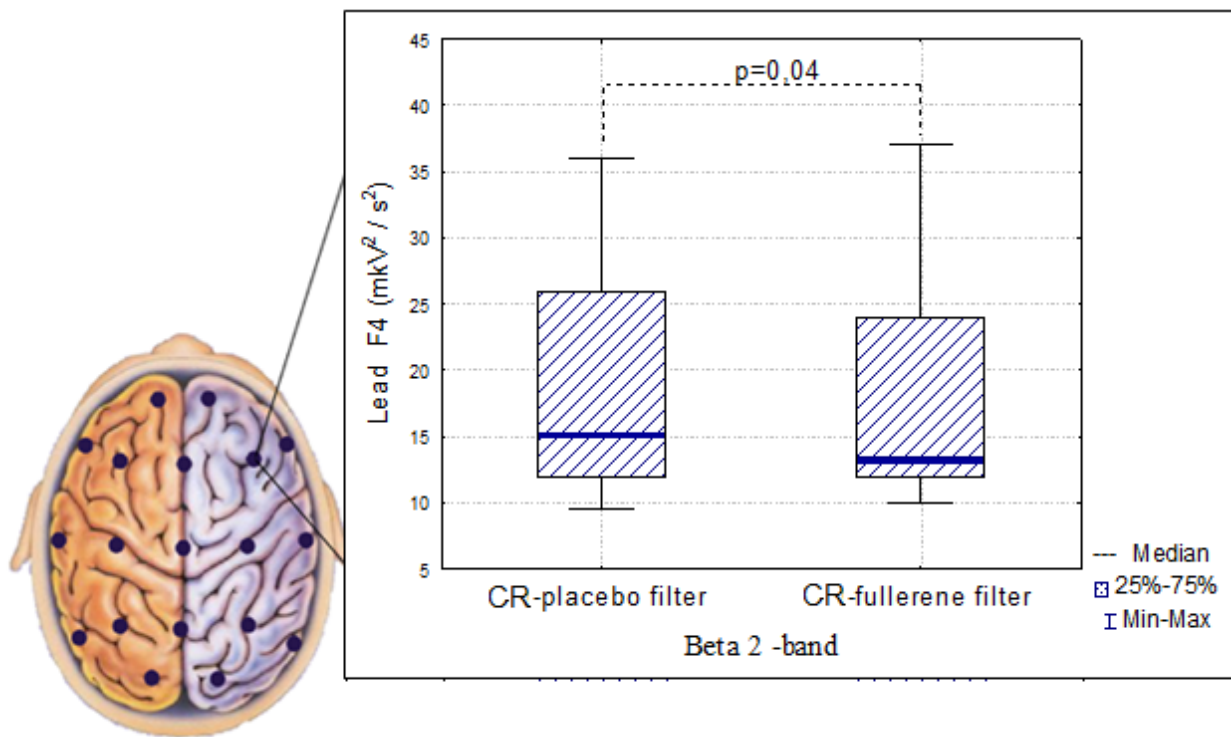 Lead F4 (mkV² / s²)
45
40
35
30
25
20
15
10
5
p=0,04
CR-placebo filter
CR-fullerene filter
Beta 2 -band
--- Median
25%-75%
Min-Max